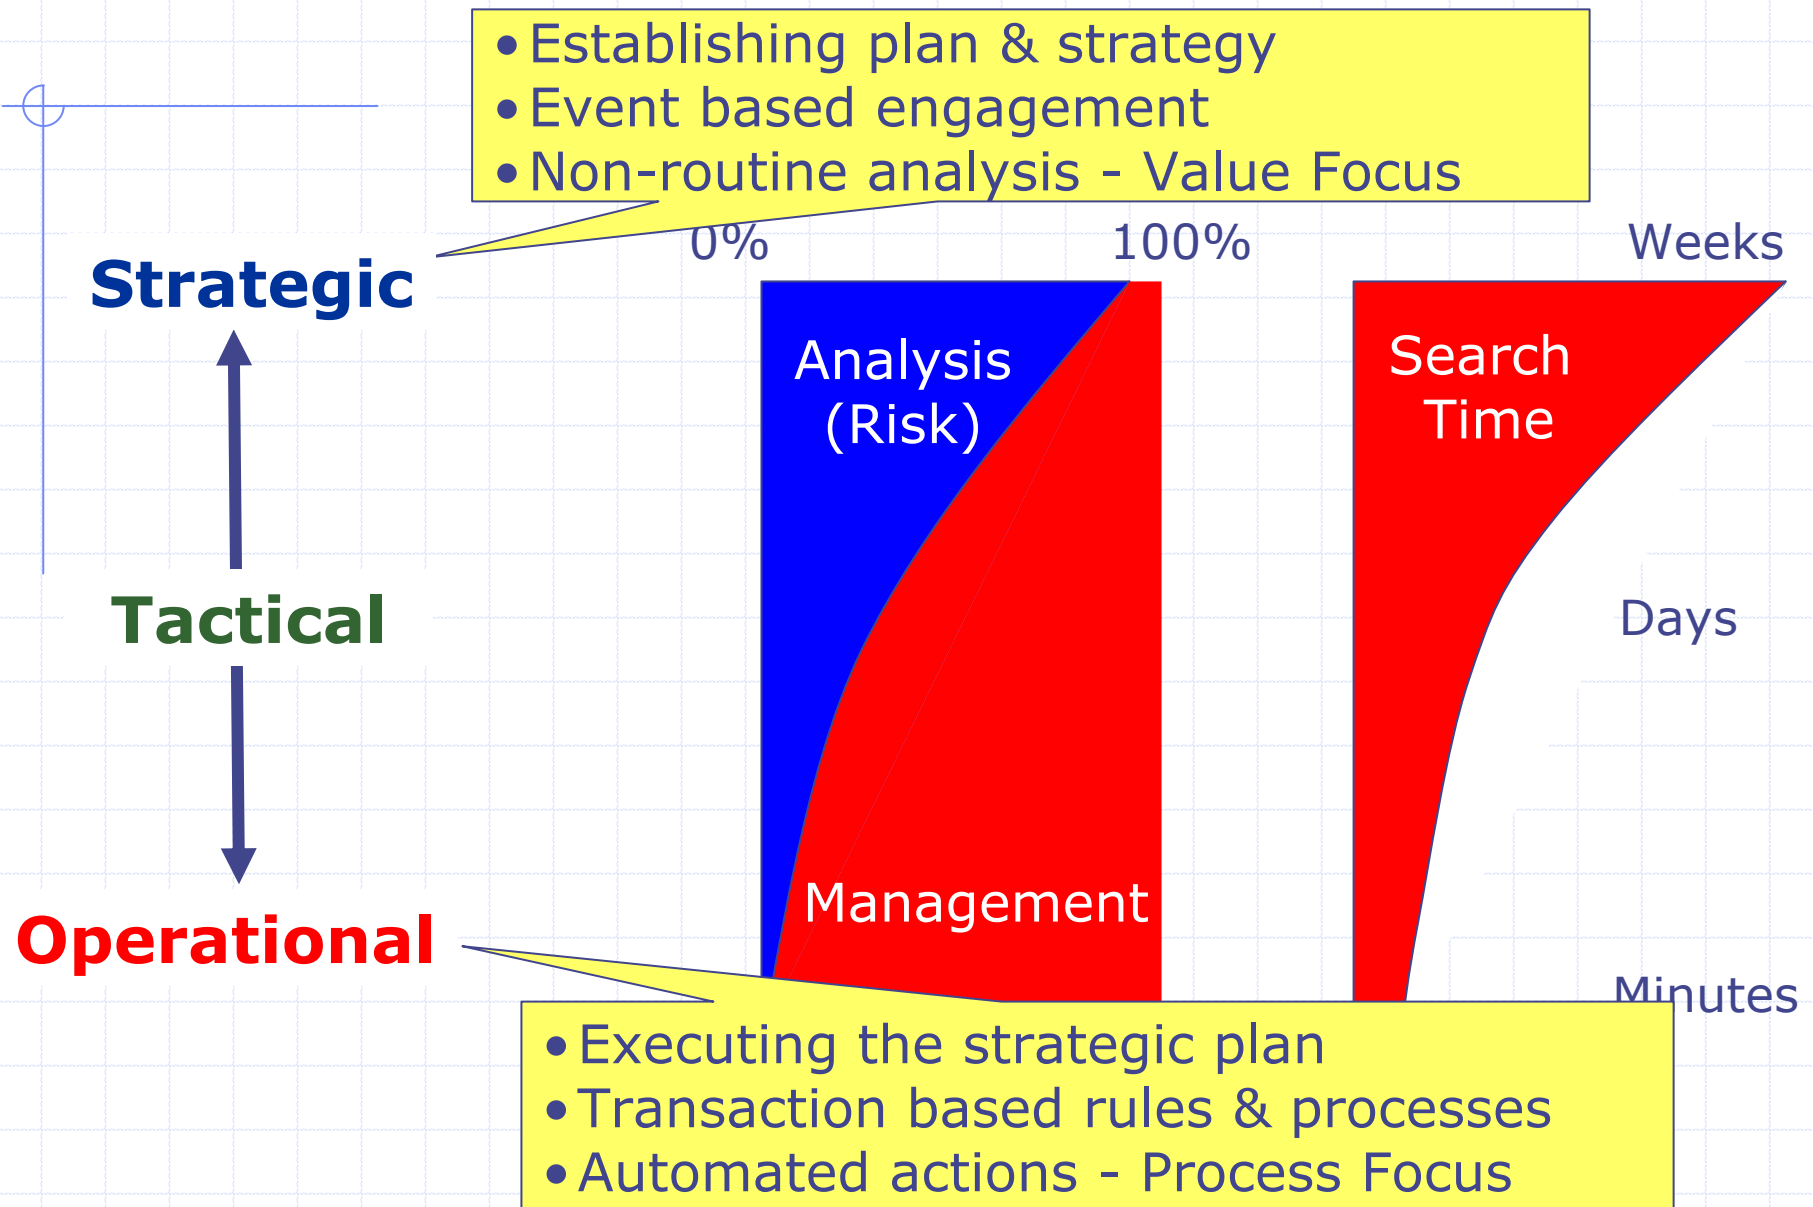 • Establishing plan & strategy
• Event based engagement
• Non-routine analysis - Value Focus
0%
100%
Weeks
Strategic
Analysis
(Risk)
Search
Time
Tactical
Days
Management
Operational
Minutes
• Executing the strategic plan
• Transaction based rules & processes
• Automated actions - Process Focus